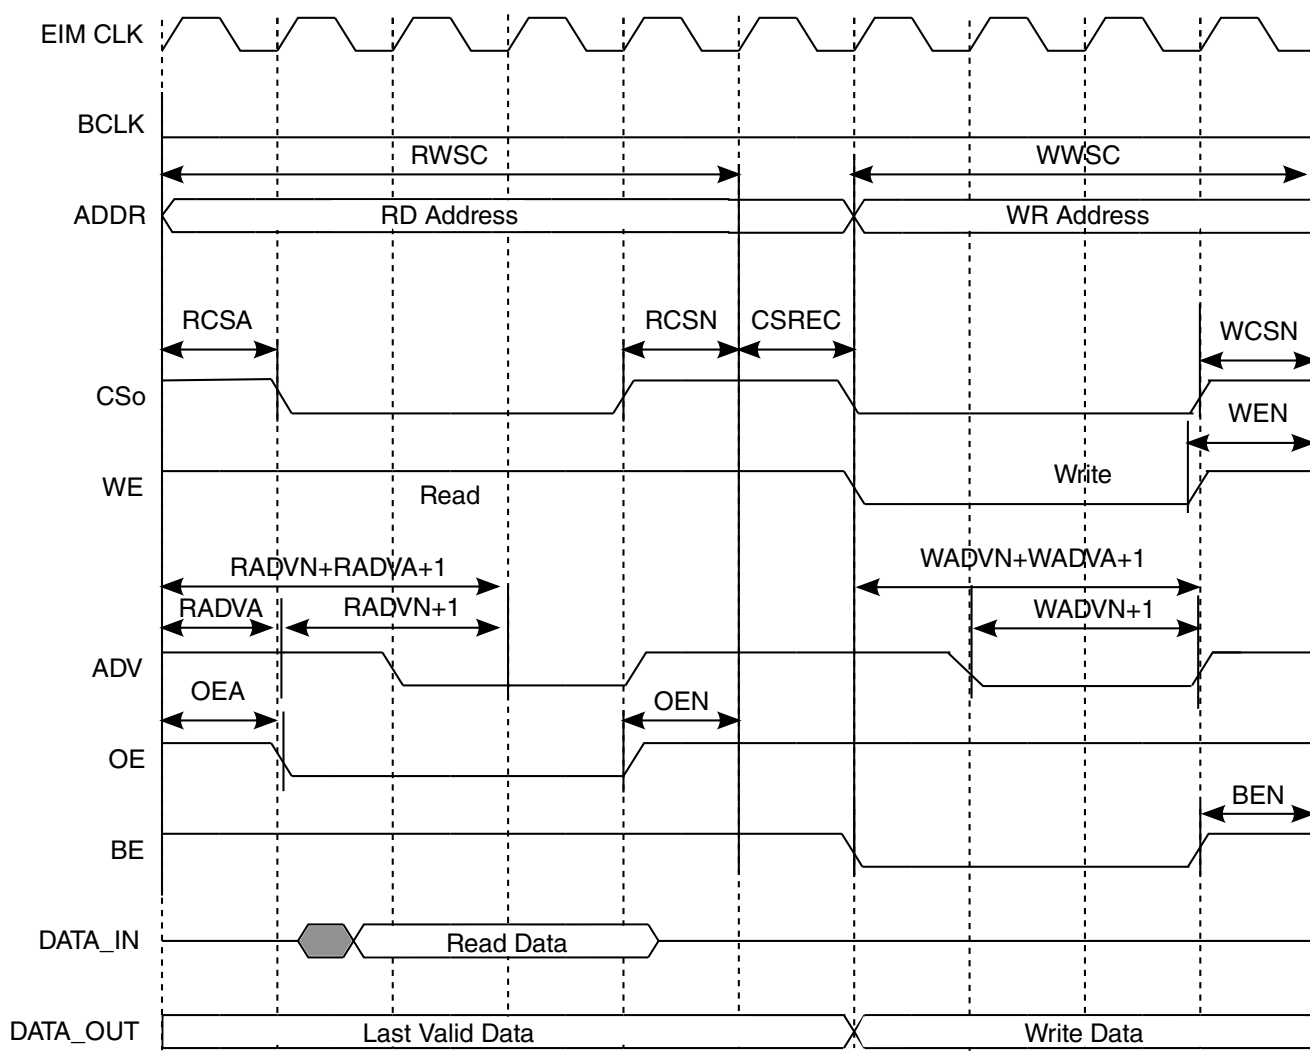 EIM CLK
BCLK
RWSC
WWSC
ADDR
RD Address
WR Address
RCSA
RCSN
CSREC
WCSN
CSo
WEN
WE
Read
Write
RADVN+RADVA+1
WADVN+WADVA+1
RADVA
RADVN+1
WADVN+1
ADV
OEA
OEN
OE
BEN
BE
DATA_IN
Read Data
DATA_OUT
Last Valid Data
Write Data